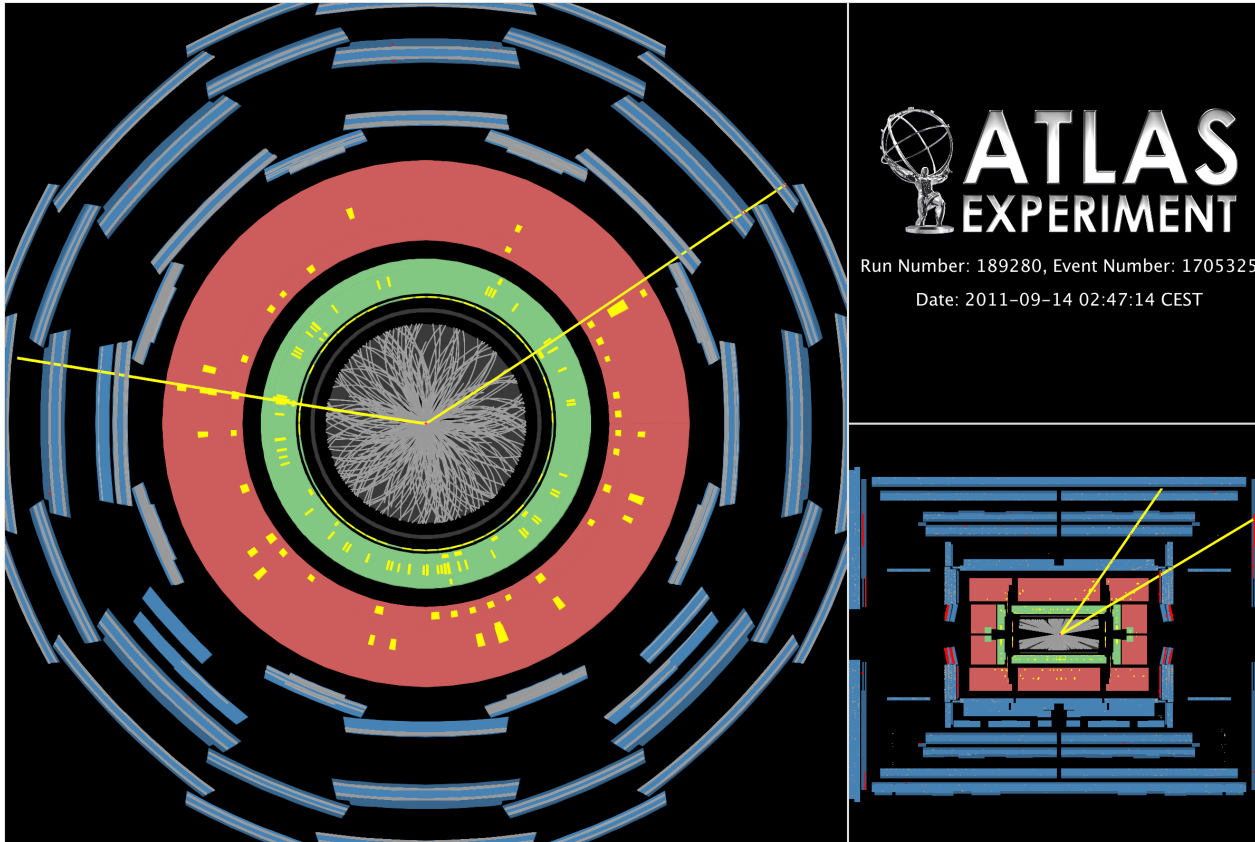 ATLAS
EXPERIMENT
Run Number: 189280, Event Number: 1705325
Date: 2011-09-14 02:47:14 CEST